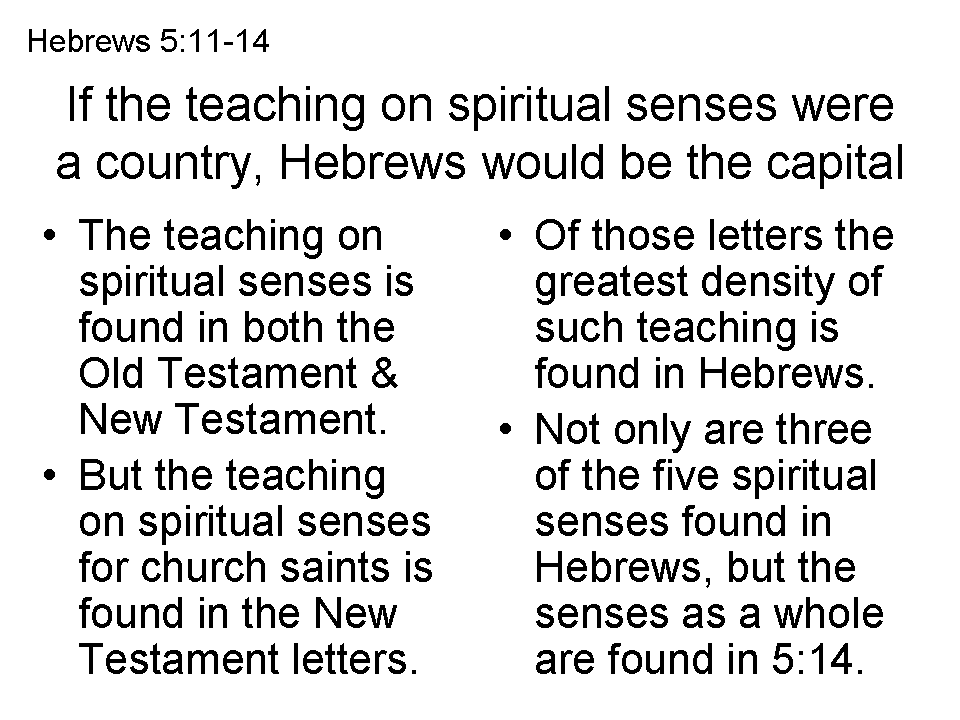 Hebrews 5:11-14
If the teaching on spiritual senses were
a country, Hebrews would be the capital
• The teaching on
spiritual senses is
found in both the
Old Testament &
New Testament.
• But the teaching
on spiritual senses
for church saints is
found in the New
Testament letters.
• Of those letters the
greatest density of
such teaching is
found in Hebrews.
• Not only are three
of the five spiritual
senses found in
Hebrews, but the
senses as a whole
are found in 5:14.